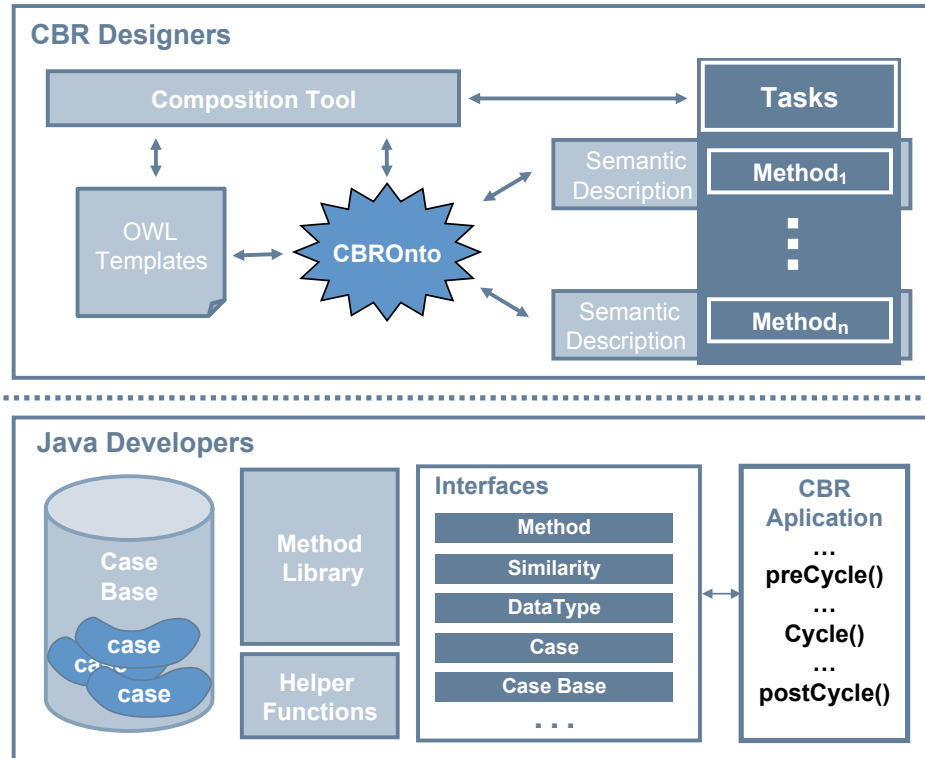 CBR Designers
Composition Tool
Tasks
Semantic
Description
Method₁
OWL
Templates
CBROnto
Semantic
Description
Methodₙ
Java Developers
Case
Base
case
case
case
Method
Library
Helper
Functions
Interfaces
Method
Similarity
DataType
Case
Case Base
...
CBR
Aplication
...
preCycle()
...
Cycle()
...
postCycle()